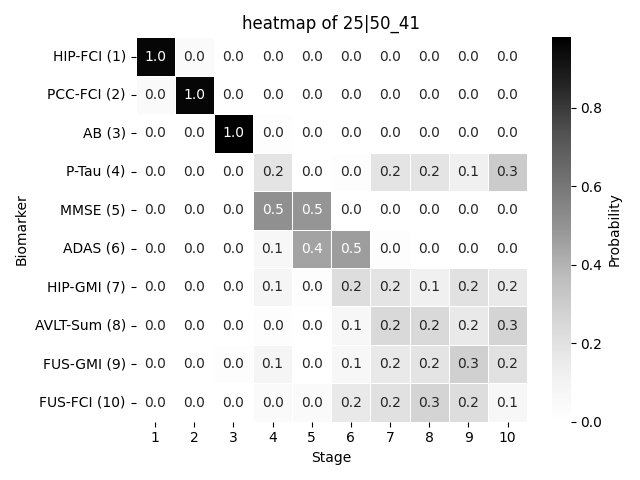 heatmap of 25|50_41
HIP-FCI (1) 1.0 0.0 0.0 0.0 0.0 0.0 0.0 0.0 0.0 0.0
PCC-FCI (2) 0.0 1.0 0.0 0.0 0.0 0.0 0.0 0.0 0.0 0.0
AB (3) 0.0 0.0 1.0 0.0 0.0 0.0 0.0 0.0 0.0 0.0
P-Tau (4) 0.0 0.0 0.0 0.2 0.0 0.0 0.2 0.2 0.1 0.3
MMSE (5) 0.0 0.0 0.0 0.5 0.5 0.0 0.0 0.0 0.0 0.0
ADAS (6) 0.0 0.0 0.0 0.1 0.4 0.5 0.0 0.0 0.0 0.0
HIP-GMI (7) 0.0 0.0 0.0 0.1 0.0 0.2 0.2 0.1 0.2 0.2
AVLT-Sum (8) 0.0 0.0 0.0 0.0 0.0 0.1 0.2 0.2 0.2 0.3
FUS-GMI (9) 0.0 0.0 0.0 0.1 0.0 0.1 0.2 0.2 0.3 0.2
FUS-FCI (10) 0.0 0.0 0.0 0.0 0.0 0.2 0.2 0.3 0.2 0.1
1 2 3 4 5 6 7 8 9 10
Stage
Biomarker
0.8
0.6
0.4
0.2
0.0
Probability